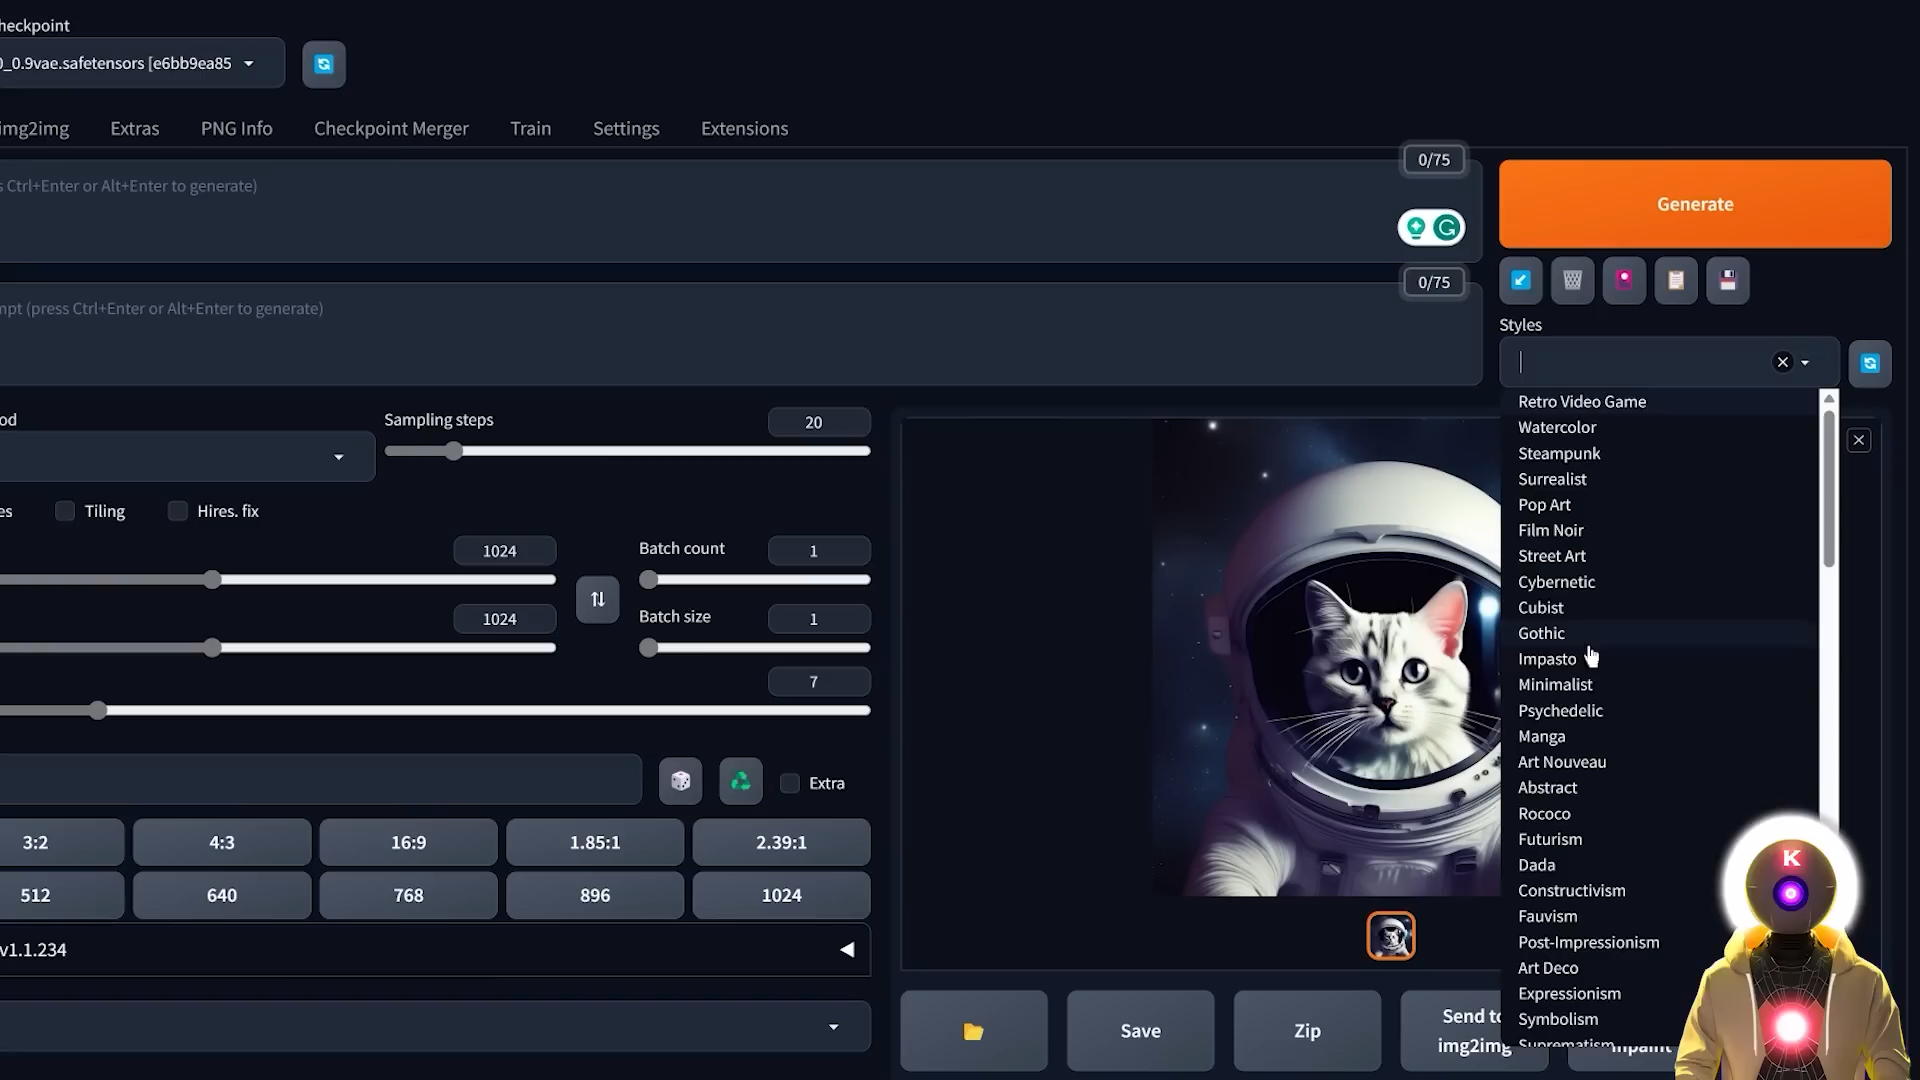 heckpoint
0_0.9vae.safetensors [e6bb9ea85
img2img Extras PNG Info Checkpoint Merger Train Settings Extensions
0/75
s Ctrl+Enter or Alt+Enter to generate)
Generate
0/75
mpt (press Ctrl+Enter or Alt+Enter to generate)
Styles
od
Sampling steps
20
es
Tiling
Hires. fix
1024
Batch count
1
1024
Batch size
1
7
Extra
3:2 4:3 16:9 1.85:1 2.39:1
512 640 768 896 1024
v1.1.234
Retro Video Game
Watercolor
Steampunk
Surrealist
Pop Art
Film Noir
Street Art
Cybernetic
Cubist
Gothic
Impasto
Minimalist
Psychedelic
Manga
Art Nouveau
Abstract
Rococo
Futurism
Dada
Constructivism
Fauvism
Post-Impressionism
Art Deco
Expressionism
Symbolism
Suprematism
K
Save
Zip
Send to
img2img
inpaint